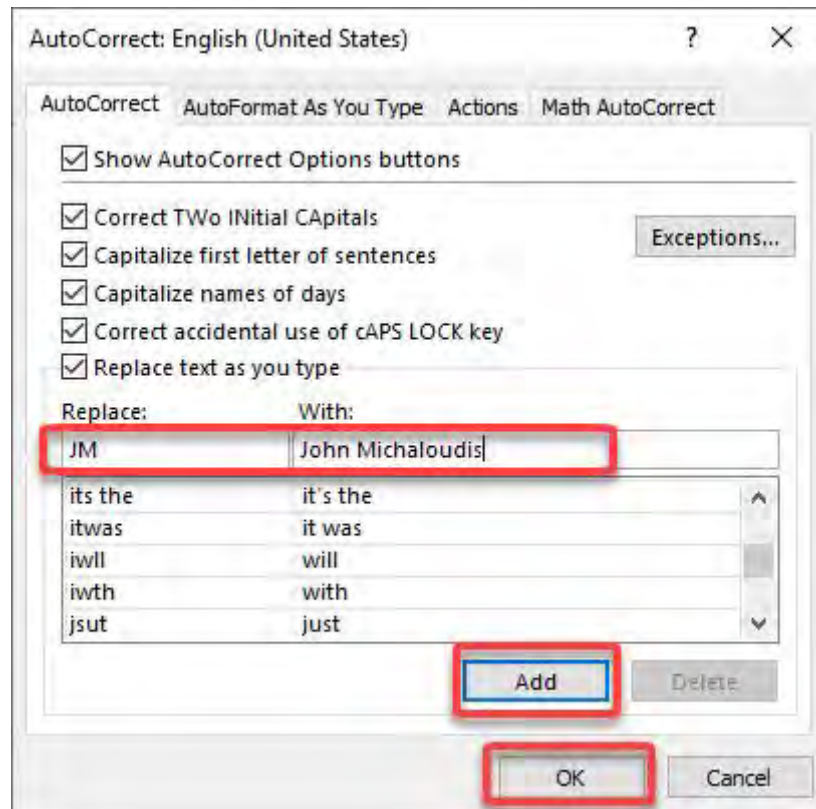 AutoCorrect: English (United States) ? X
AutoCorrect AutoFormat As You Type Actions Math AutoCorrect
Show AutoCorrect Options buttons
Correct TWo INitial CApitals
Exceptions...
Capitalize first letter of sentences
Capitalize names of days
Correct accidental use of cAPS LOCK key
Replace text as you type
Replace: With:
JM John Michaloudis
its the it's the
itwas it was
iwll will
iwth with
jsut just
Add Delete
OK Cancel